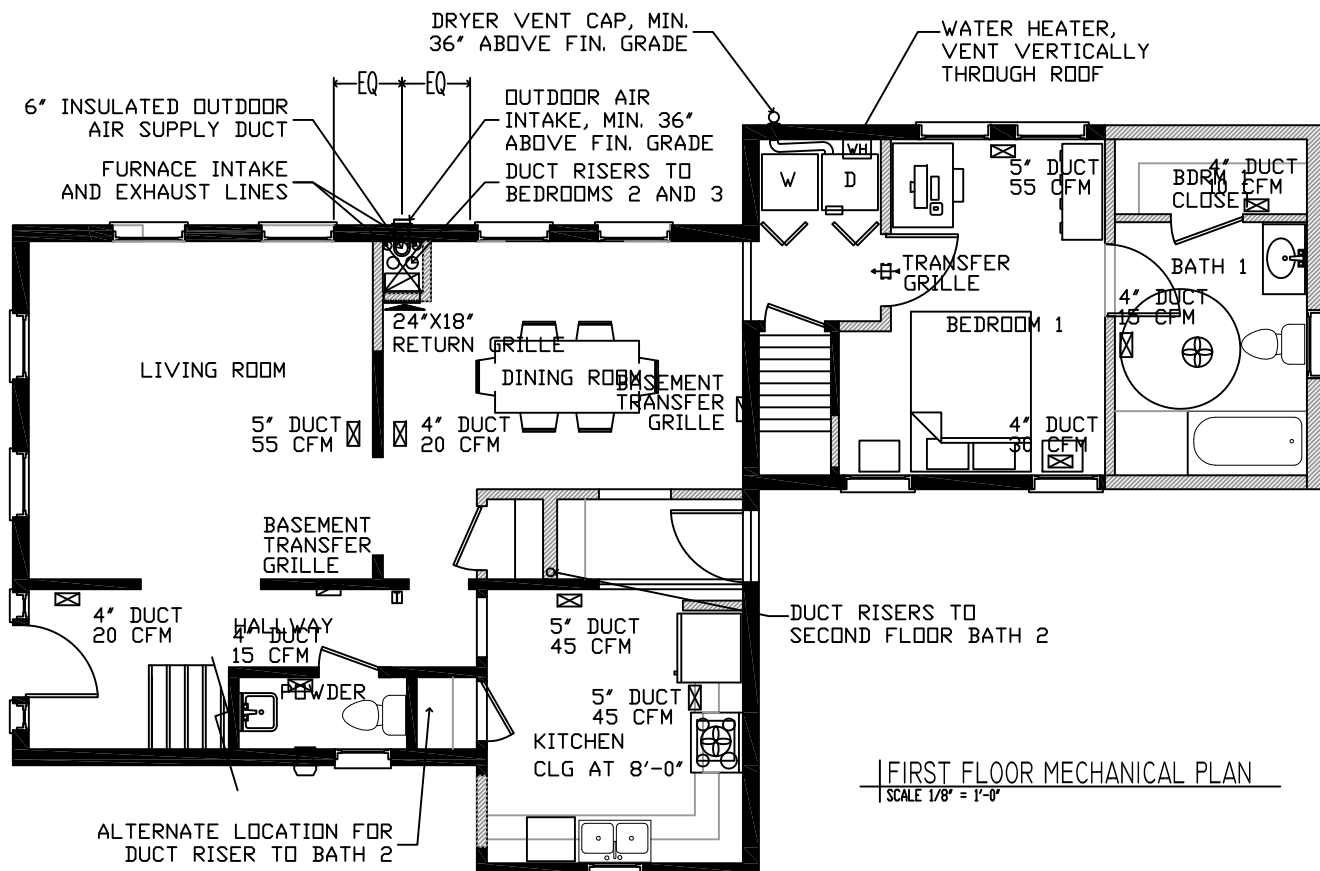 DRYER VENT CAP, MIN.
36" ABOVE FIN. GRADE
WATER HEATER,
VENT VERTICALLY
THROUGH ROOF
EQ
EQ
6" INSULATED OUTDOOR
AIR SUPPLY DUCT
OUTDOOR AIR
INTAKE, MIN. 36"
ABOVE FIN. GRADE
FURNACE INTAKE
AND EXHAUST LINES
DUCT RISERS TO
BEDROOMS 2 AND 3
WH
W
D
5" DUCT
55 CFM
4" DUCT
10 CFM
BDRM 1
CLOSET
TRANSFER
GRILLE
BATH 1
4" DUCT
15 CFM
BEDROOM 1
24"X18"
RETURN GRILLE
LIVING ROOM
DINING ROOM
BASEMENT
TRANSFER
GRILLE
5" DUCT
55 CFM
4" DUCT
20 CFM
4" DUCT
30 CFM
BASEMENT
TRANSFER
GRILLE
4" DUCT
20 CFM
HALLWAY
4" DUCT
15 CFM
5" DUCT
45 CFM
DUCT RISERS TO
SECOND FLOOR BATH 2
POWDER
5" DUCT
45 CFM
KITCHEN
CLG AT 8'-0"
FIRST FLOOR MECHANICAL PLAN
SCALE 1/8" = 1'-0"
ALTERNATE LOCATION FOR
DUCT RISER TO BATH 2